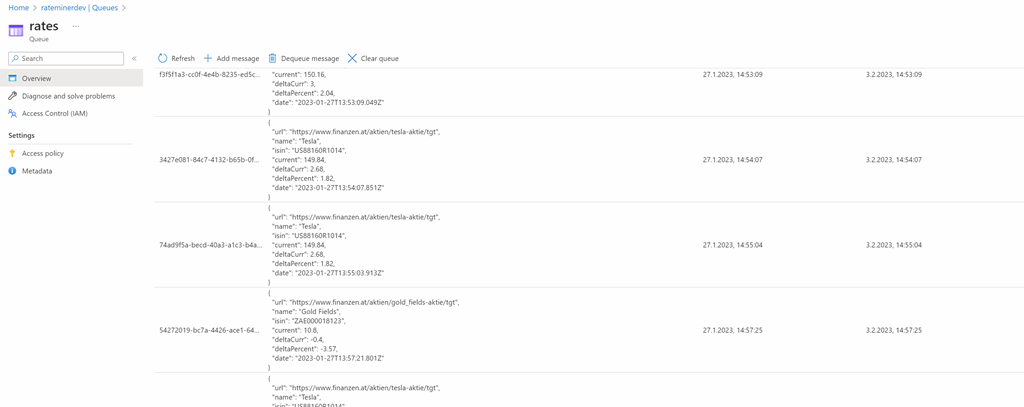 Home > rateminerdev | Queues >
rates ...
Queue
Search «
Overview
Diagnose and solve problems
Access Control (IAM)
Settings
Access policy
Metadata
Refresh Add message Dequeue message Clear queue
f3f5f1a3-cc0f-4e4b-8235-ed5c... "current": 150.16, 27.1.2023, 14:53:09 3.2.2023, 14:53:09
"deltaCurr": 3,
"deltaPercent": 2.04,
"date": "2023-01-27T13:53:09.049Z"
}
{
"url": "https://www.finanzen.at/aktien/tesla-aktie/tgt",
"name": "Tesla",
"isin": "US88160R1014",
3427e081-84c7-4132-b65b-0f... "current": 149.84, 27.1.2023, 14:54:07 3.2.2023, 14:54:07
"deltaCurr": 2.68,
"deltaPercent": 1.82,
"date": "2023-01-27T13:54:07.851Z"
}
{
"url": "https://www.finanzen.at/aktien/tesla-aktie/tgt",
"name": "Tesla",
"isin": "US88160R1014",
74ad9f5a-becd-40a3-a1c3-b4a... "current": 149.84, 27.1.2023, 14:55:04 3.2.2023, 14:55:04
"deltaCurr": 2.68,
"deltaPercent": 1.82,
"date": "2023-01-27T13:55:03.913Z"
}
{
"url": "https://www.finanzen.at/aktien/gold_fields-aktie/tgt",
"name": "Gold Fields",
"isin": "ZAE000018123",
54272019-bc7a-4426-ace1-64... "current": 10.8, 27.1.2023, 14:57:25 3.2.2023, 14:57:25
"deltaCurr": -0.4,
"deltaPercent": -3.57,
"date": "2023-01-27T13:57:21.801Z"
}
{
"url": "https://www.finanzen.at/aktien/tesla-aktie/tgt",
"name": "Tesla",
"isin": "US88160R1014",